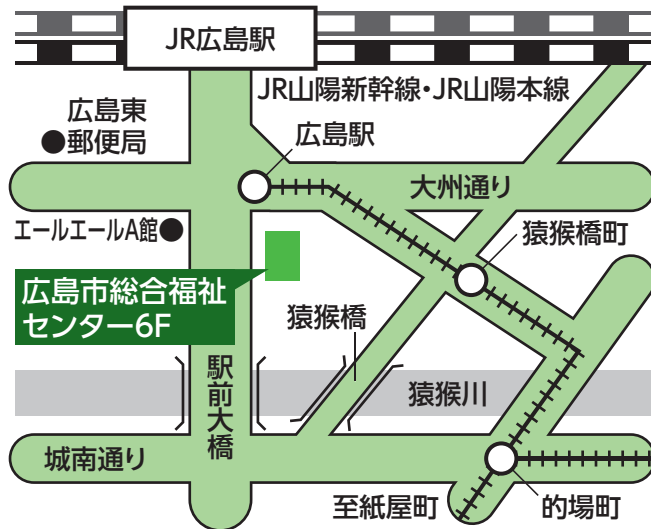 JR広島駅
JR山陽新幹線・JR山陽本線
広島東
●郵便局
広島駅
大州通り
エールエールA館●
猿猴橋町
広島市総合福祉
センター6F
猿猴橋
駅前大橋
猿猴川
城南通り
至紙屋町
的場町